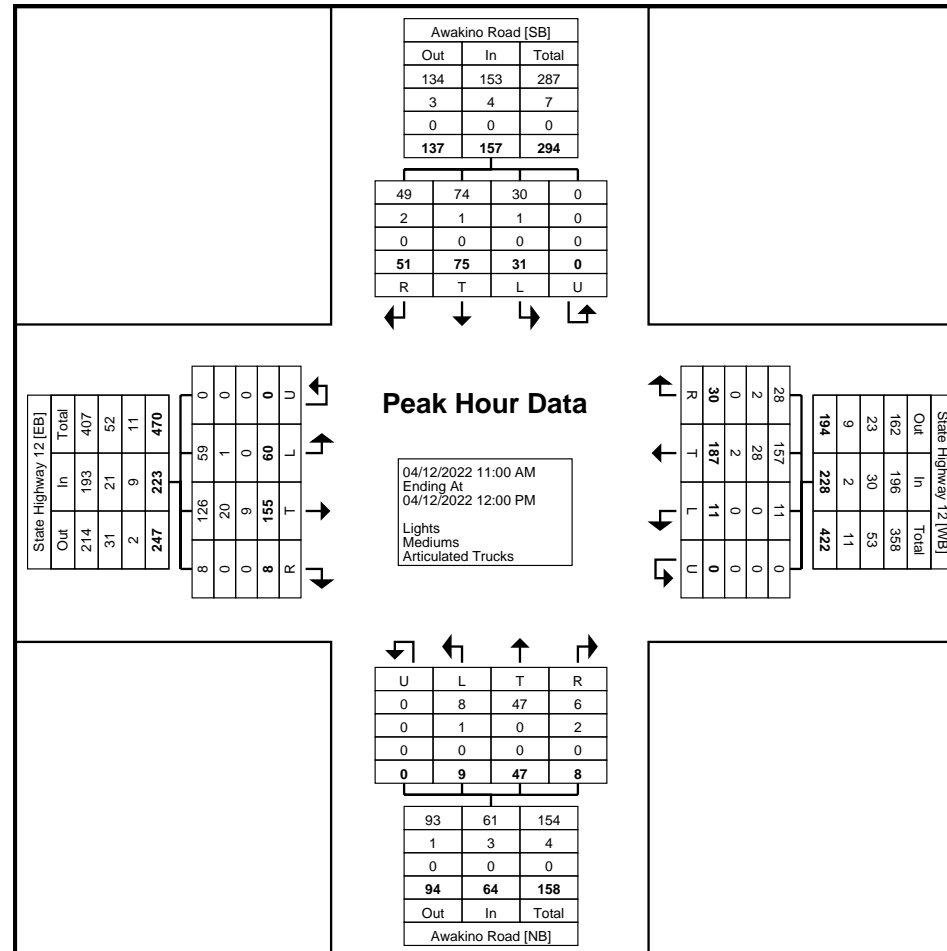 Awakino Road [SB]
Out In Total
134 153 287
3 4 7
0 0 0
137 157 294
49 74 30 0
2 1 1 0
0 0 0 0
51 75 31 0
R T L U
State Highway 12 [EB]
Total In Out
407 193 214
52 21 31
11 9 2
470 223 247
0 59 126 8
0 1 20 0
0 0 9 0
0 60 155 8
U L T R
Peak Hour Data
04/12/2022 11:00 AM
Ending At
04/12/2022 12:00 PM
Lights
Mediums
Articulated Trucks
R T L U
30 187 11 0
0 2 0 0
2 28 0 0
28 157 11 0
194 228 422
9 2 11
23 30 53
162 196 358
Out In Total
State Highway 12 [WB]
U L T R
0 8 47 6
0 1 0 2
0 0 0 0
0 9 47 8
93 61 154
1 3 4
0 0 0
94 64 158
Out In Total
Awakino Road [NB]